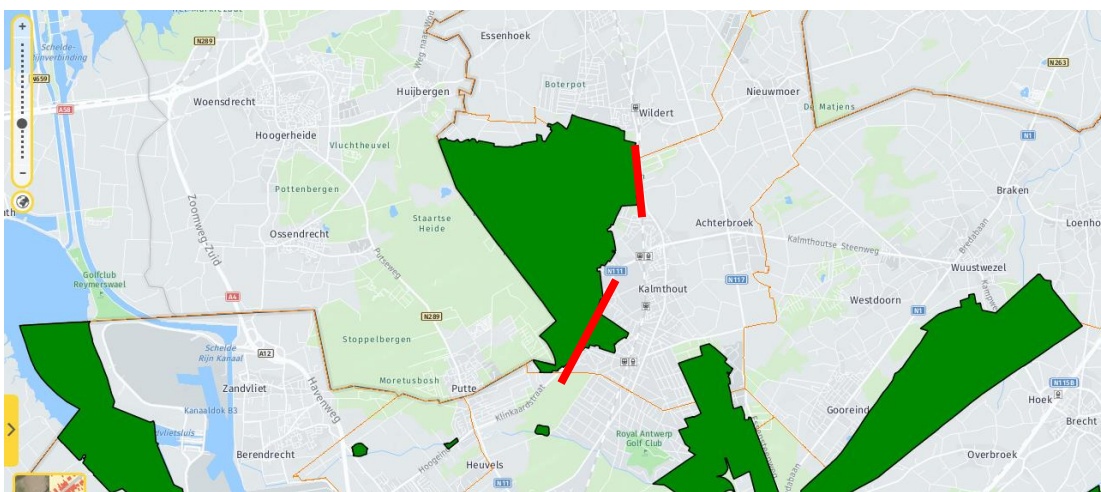 N289
Essenhoek
Schelde-
Rijnverbinding
N263
N659
Boterpot
Huijbergen
Nieuwmoer
Woensdrecht
De Matjens
A58
Wildert
Hoogerheide
N1
Vluchtheuvel
Pottenbergen
Braken
Zoomweg-Zuid
Staartse
Heide
Achterbroek
Ossendrecht
Putseweg
Kalmthoutse Steenweg
Bredabaan
Golfclub
Reymerswael
N111
N117
Wuustwezel
Kalmthout
A4
Westdoorn
N1
N289
Stoppelbergen
Schelde
Rijn Kanaal
A12
Moretusbosh
Zandvliet
Putte
N115B
Havenweg
Kanaaldok B3
Klinkaardstraat
Hoek
Gooreind
Brecht
Royal Antwerp
Golf Club
Berendrecht
Heuvels
Overbroek
N11